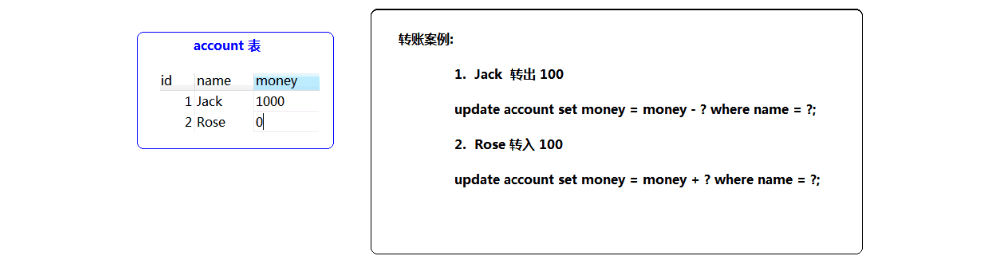 account 表
id name money
1 Jack 1000
2 Rose 0
转账案例:
1. Jack 转出 100
update account set money = money - ? where name = ?;
2. Rose 转入 100
update account set money = money + ? where name = ?;